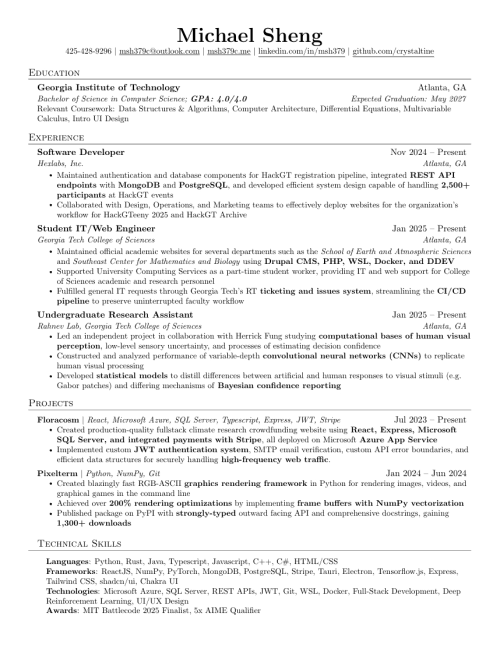 Michael Sheng
425-428-9296 | msh379c@outlook.com | msh379c.me | linkedin.com/in/msh379 | github.com/crystaltine
Education
Georgia Institute of Technology Atlanta, GA
Bachelor of Science in Computer Science; GPA: 4.0/4.0 Expected Graduation: May 2027
Relevant Coursework: Data Structures & Algorithms, Computer Architecture, Differential Equations, Multivariable
Calculus, Intro UI Design
Experience
Software Developer Nov 2024 – Present
Hexlabs, Inc. Atlanta, GA
• Maintained authentication and database components for HackGT registration pipeline, integrated REST API
endpoints with MongoDB and PostgreSQL, and developed efficient system design capable of handling 2,500+
participants at HackGT events
• Collaborated with Design, Operations, and Marketing teams to effectively deploy websites for the organization's
workflow for HackGTeeny 2025 and HackGT Archive
Student IT/Web Engineer Jan 2025 – Present
Georgia Tech College of Sciences Atlanta, GA
• Maintained official academic websites for several departments such as the School of Earth and Atmospheric Sciences
and Southeast Center for Mathematics and Biology using Drupal CMS, PHP, WSL, Docker, and DDEV
• Supported University Computing Services as a part-time student worker, providing IT and web support for College
of Sciences academic and research personnel
• Fulfilled general IT requests through Georgia Tech's RT ticketing and issues system, streamlining the CI/CD
pipeline to preserve uninterrupted faculty workflow
Undergraduate Research Assistant Jan 2025 – Present
Rahnev Lab, Georgia Tech College of Sciences Atlanta, GA
• Led an independent project in collaboration with Herrick Fung studying computational bases of human visual
perception, low-level sensory uncertainty, and processes of estimating decision confidence
• Constructed and analyzed performance of variable-depth convolutional neural networks (CNNs) to replicate
human visual processing
• Developed statistical models to distill differences between artificial and human responses to visual stimuli (e.g.
Gabor patches) and differing mechanisms of Bayesian confidence reporting
Projects
Floracosm | React, Microsoft Azure, SQL Server, Typescript, Express, JWT, Stripe Jul 2023 – Present
• Created production-quality fullstack climate research crowdfunding website using React, Express, Microsoft
SQL Server, and integrated payments with Stripe, all deployed on Microsoft Azure App Service
• Implemented custom JWT authentication system, SMTP email verification, custom API error boundaries, and
efficient data structures for securely handling high-frequency web traffic.
Pixelterm | Python, NumPy, Git Jan 2024 – Jun 2024
• Created blazingly fast RGB-ASCII graphics rendering framework in Python for rendering images, videos, and
graphical games in the command line
• Achieved over 200% rendering optimizations by implementing frame buffers with NumPy vectorization
• Published package on PyPI with strongly-typed outward facing API and comprehensive docstrings, gaining
1,300+ downloads
Technical Skills
Languages: Python, Rust, Java, Typescript, Javascript, C++, C#, HTML/CSS
Frameworks: ReactJS, NumPy, PyTorch, MongoDB, PostgreSQL, Stripe, Tauri, Electron, Tensorflow.js, Express,
Tailwind CSS, shadcn/ui, Chakra UI
Technologies: Microsoft Azure, SQL Server, REST APIs, JWT, Git, WSL, Docker, Full-Stack Development, Deep
Reinforcement Learning, UI/UX Design
Awards: MIT Battlecode 2025 Finalist, 5x AIME Qualifier